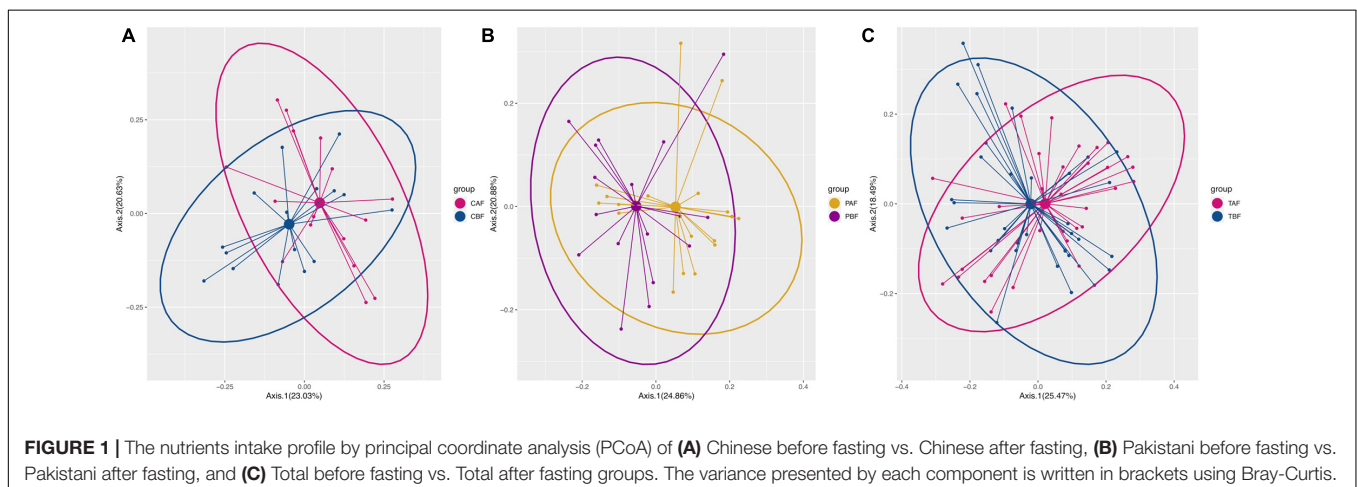 A
B
C
0.25
0.00
−0.25
Axis.2(20.63%)
−0.25
0.00
0.25
Axis.1(23.03%)
group
CAF
CBF
0.2
0.0
−0.2
Axis.2(20.88%)
−0.2
0.0
0.2
0.4
Axis.1(24.86%)
group
PAF
PBF
0.2
0.0
−0.2
Axis.2(18.49%)
−0.4
−0.2
0.0
0.2
0.4
Axis.1(25.47%)
group
TAF
TBF
FIGURE 1 | The nutrients intake profile by principal coordinate analysis (PCoA) of (A) Chinese before fasting vs. Chinese after fasting, (B) Pakistani before fasting vs.
Pakistani after fasting, and (C) Total before fasting vs. Total after fasting groups. The variance presented by each component is written in brackets using Bray-Curtis.